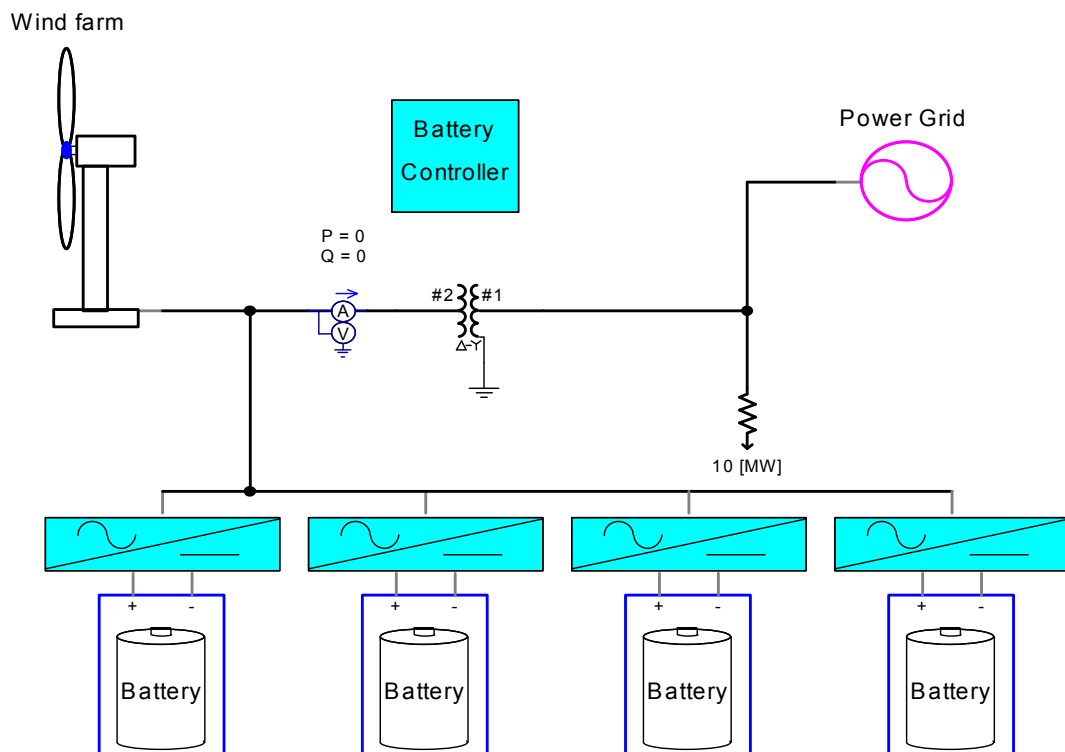 Wind farm
Battery
Controller
Power Grid
P = 0
Q = 0
#2 #1
A
V
Δ-Y
10 [MW]
+ - + - + - + -
Battery Battery Battery Battery